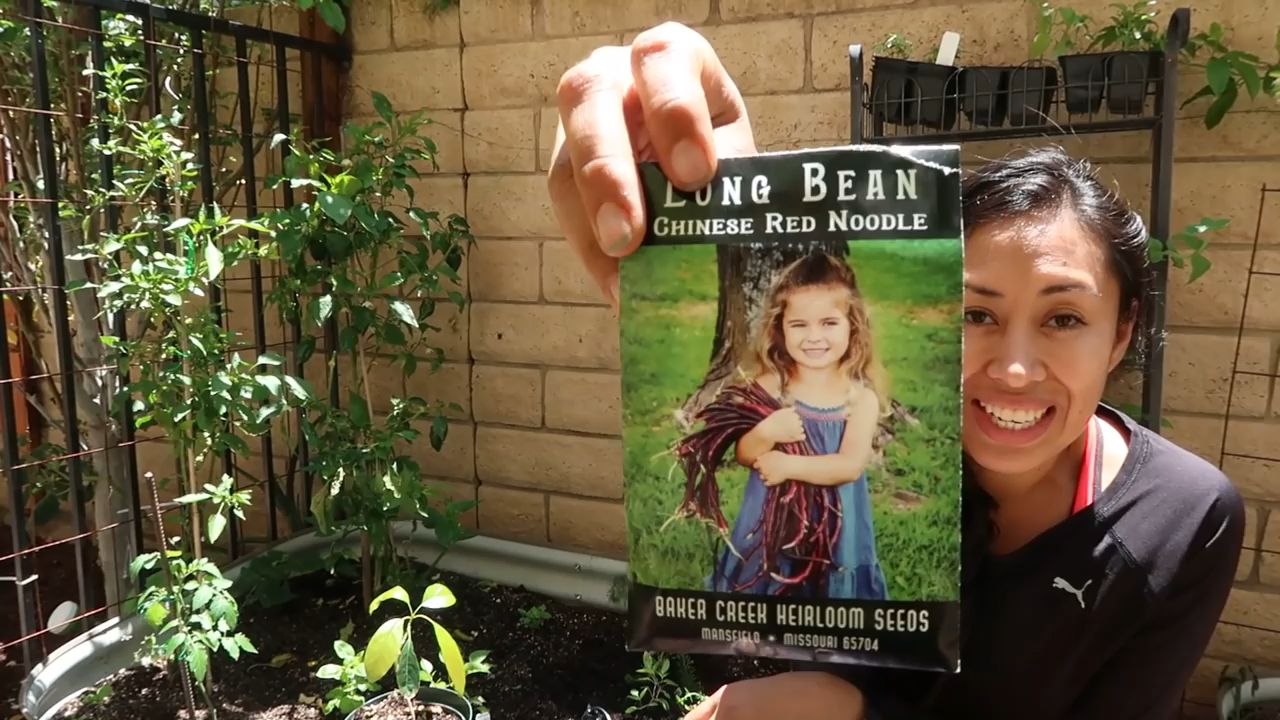 Long Bean
Chinese Red Noodle
Baker Creek Heirloom Seeds
Mansfield • Missouri 65704